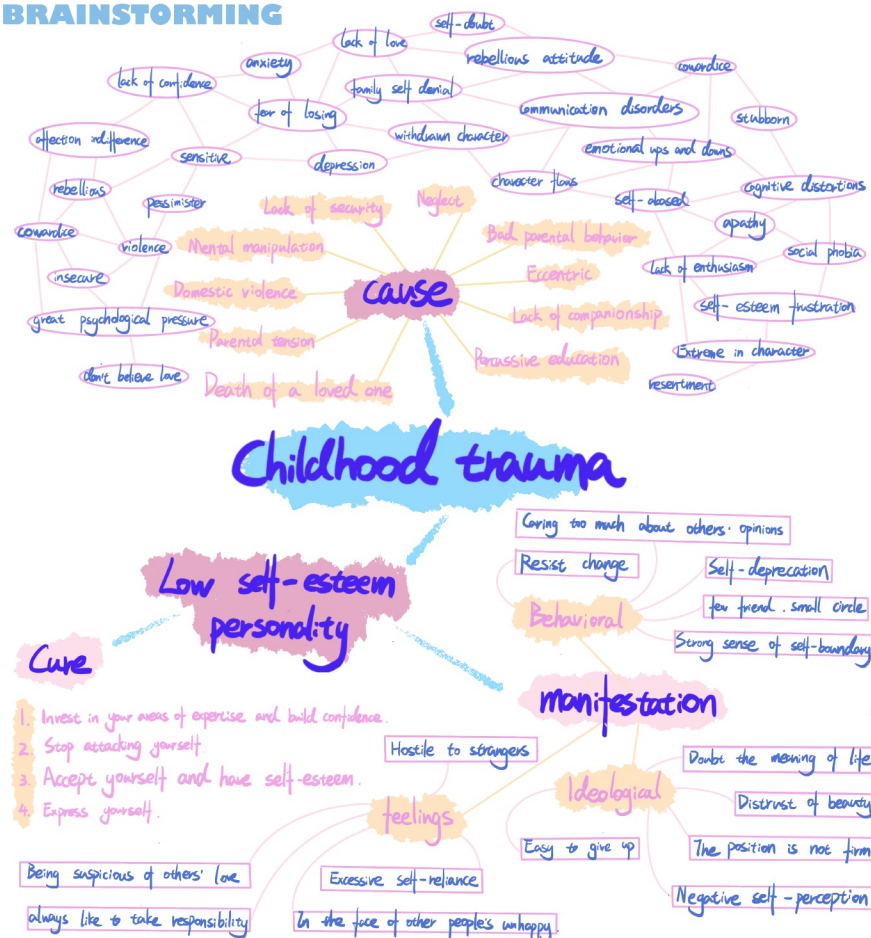 BRAINSTORMING
self-doubt
lack of love
rebellious attitude
anxiety
cowardice
lack of confidence
family self denial
fear of losing
communication disorders
stubborn
affection indifference
withdrawn character
sensitive
depression
emotional ups and downs
rebellious
character flaws
cognitive distortions
pessimister
self-abased
Lack of security
Neglect
apathy
cowardice
violence
Mental manipulation
Bad parental behavior
social phobia
insecure
Eccentric
lack of enthusiasm
Domestic violence
cause
self-esteem frustration
great psychological pressure
Lack of companionship
Parental tension
Percussive education
Extreme in character
don't believe love
Death of a loved one
resentment
Childhood trauma
Caring too much about others' opinions
Resist change
Self-deprecation
Low self-esteem
personality
few friend. small circle
Behavioral
Strong sense of self-boundary
Cure
manifestation
1. Invest in your areas of expertise and build confidence.
2. Stop attacking yourself
3. Accept yourself and have self-esteem.
4. Express yourself.
Hostile to strangers
Doubt the meaning of life
Ideological
Distrust of beauty
feelings
Easy to give up
The position is not firm
Being suspicious of others' love
Excessive self-reliance
Negative self-perception
always like to take responsibility
In the face of other people's unhappy